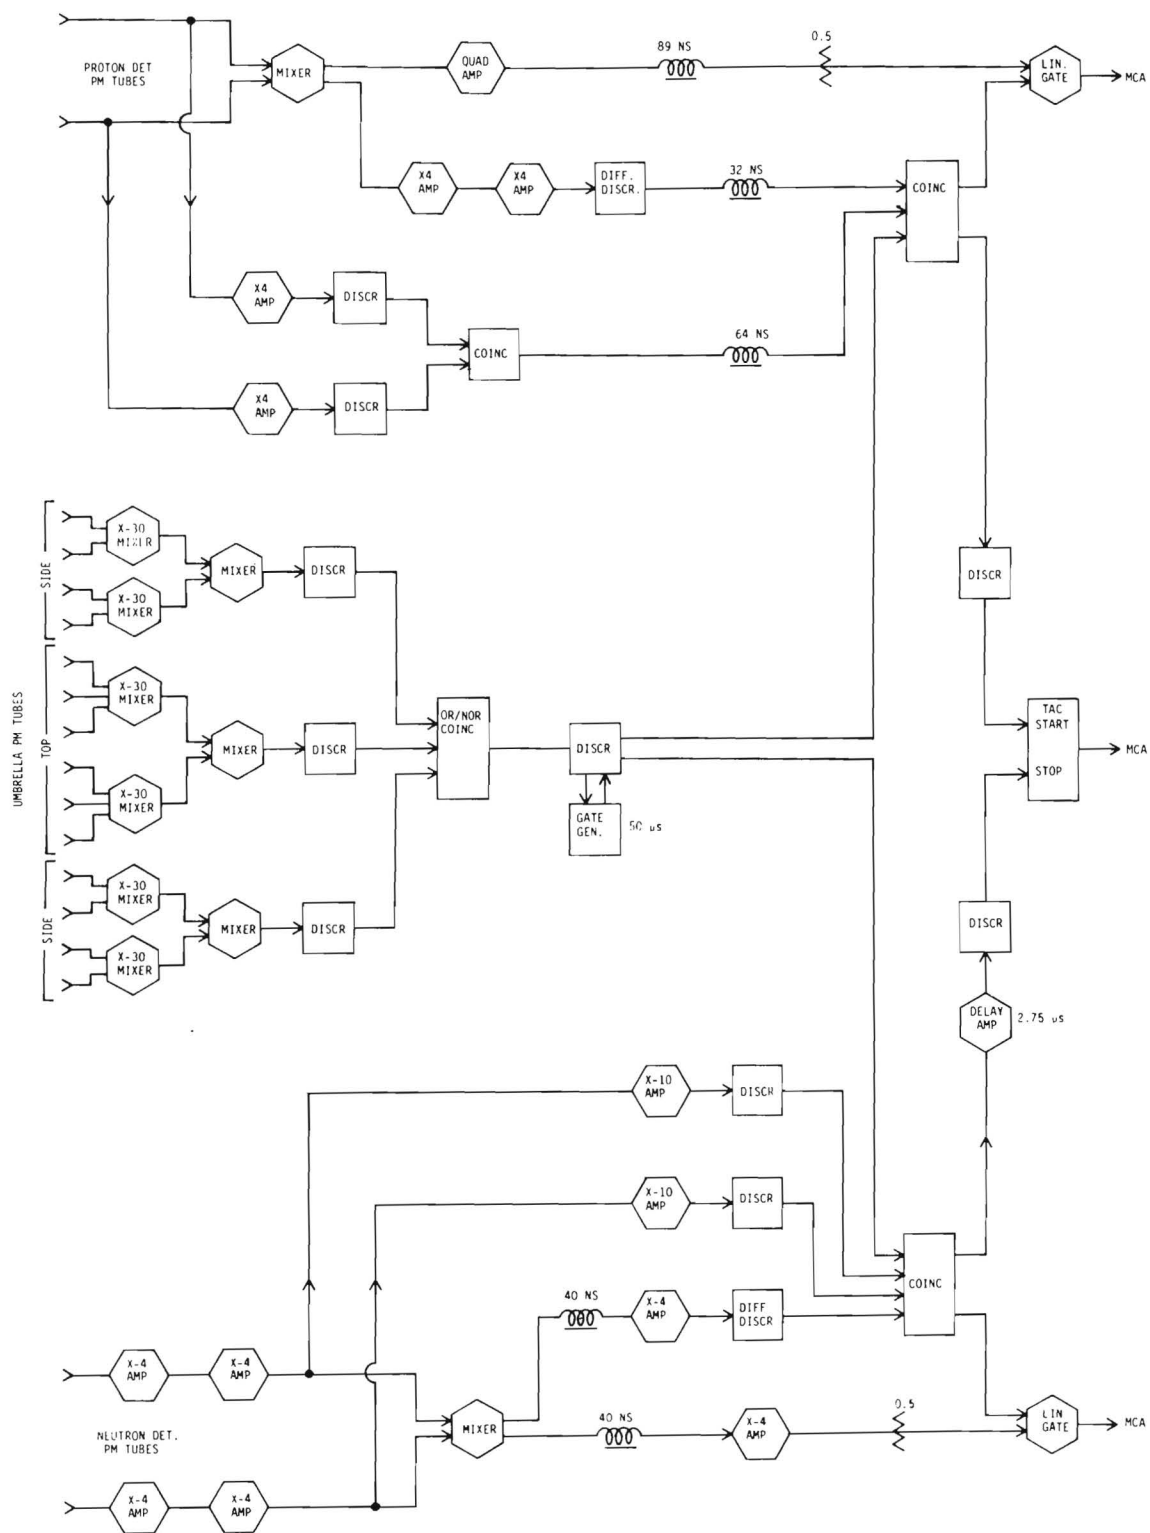 PROTON DET
PM TUBES
MIXER
QUAD
AMP
89 NS
0.5
LIN.
GATE
MCA
X4
AMP
X4
AMP
DIFF.
DISCR.
32 NS
COINC
X4
AMP
DISCR
COINC
64 NS
X4
AMP
DISCR
UMBRELLA PM TUBES
SIDE
X-30
MIXER
X-30
MIXER
MIXER
DISCR
DISCR
TOP
X-30
MIXER
X-30
MIXER
MIXER
DISCR
OR/NOR
COINC
DISCR
GATE
GEN.
50 µs
TAC
START
STOP
MCA
SIDE
X-30
MIXER
X-30
MIXER
MIXER
DISCR
DISCR
DELAY
AMP
2.75 µs
X-10
AMP
DISCR
X-10
AMP
DISCR
40 NS
X-4
AMP
DIFF
DISCR
COINC
X-4
AMP
X-4
AMP
NEUTRON DET.
PM TUBES
X-4
AMP
X-4
AMP
MIXER
40 NS
X-4
AMP
0.5
LIN
GATE
MCA